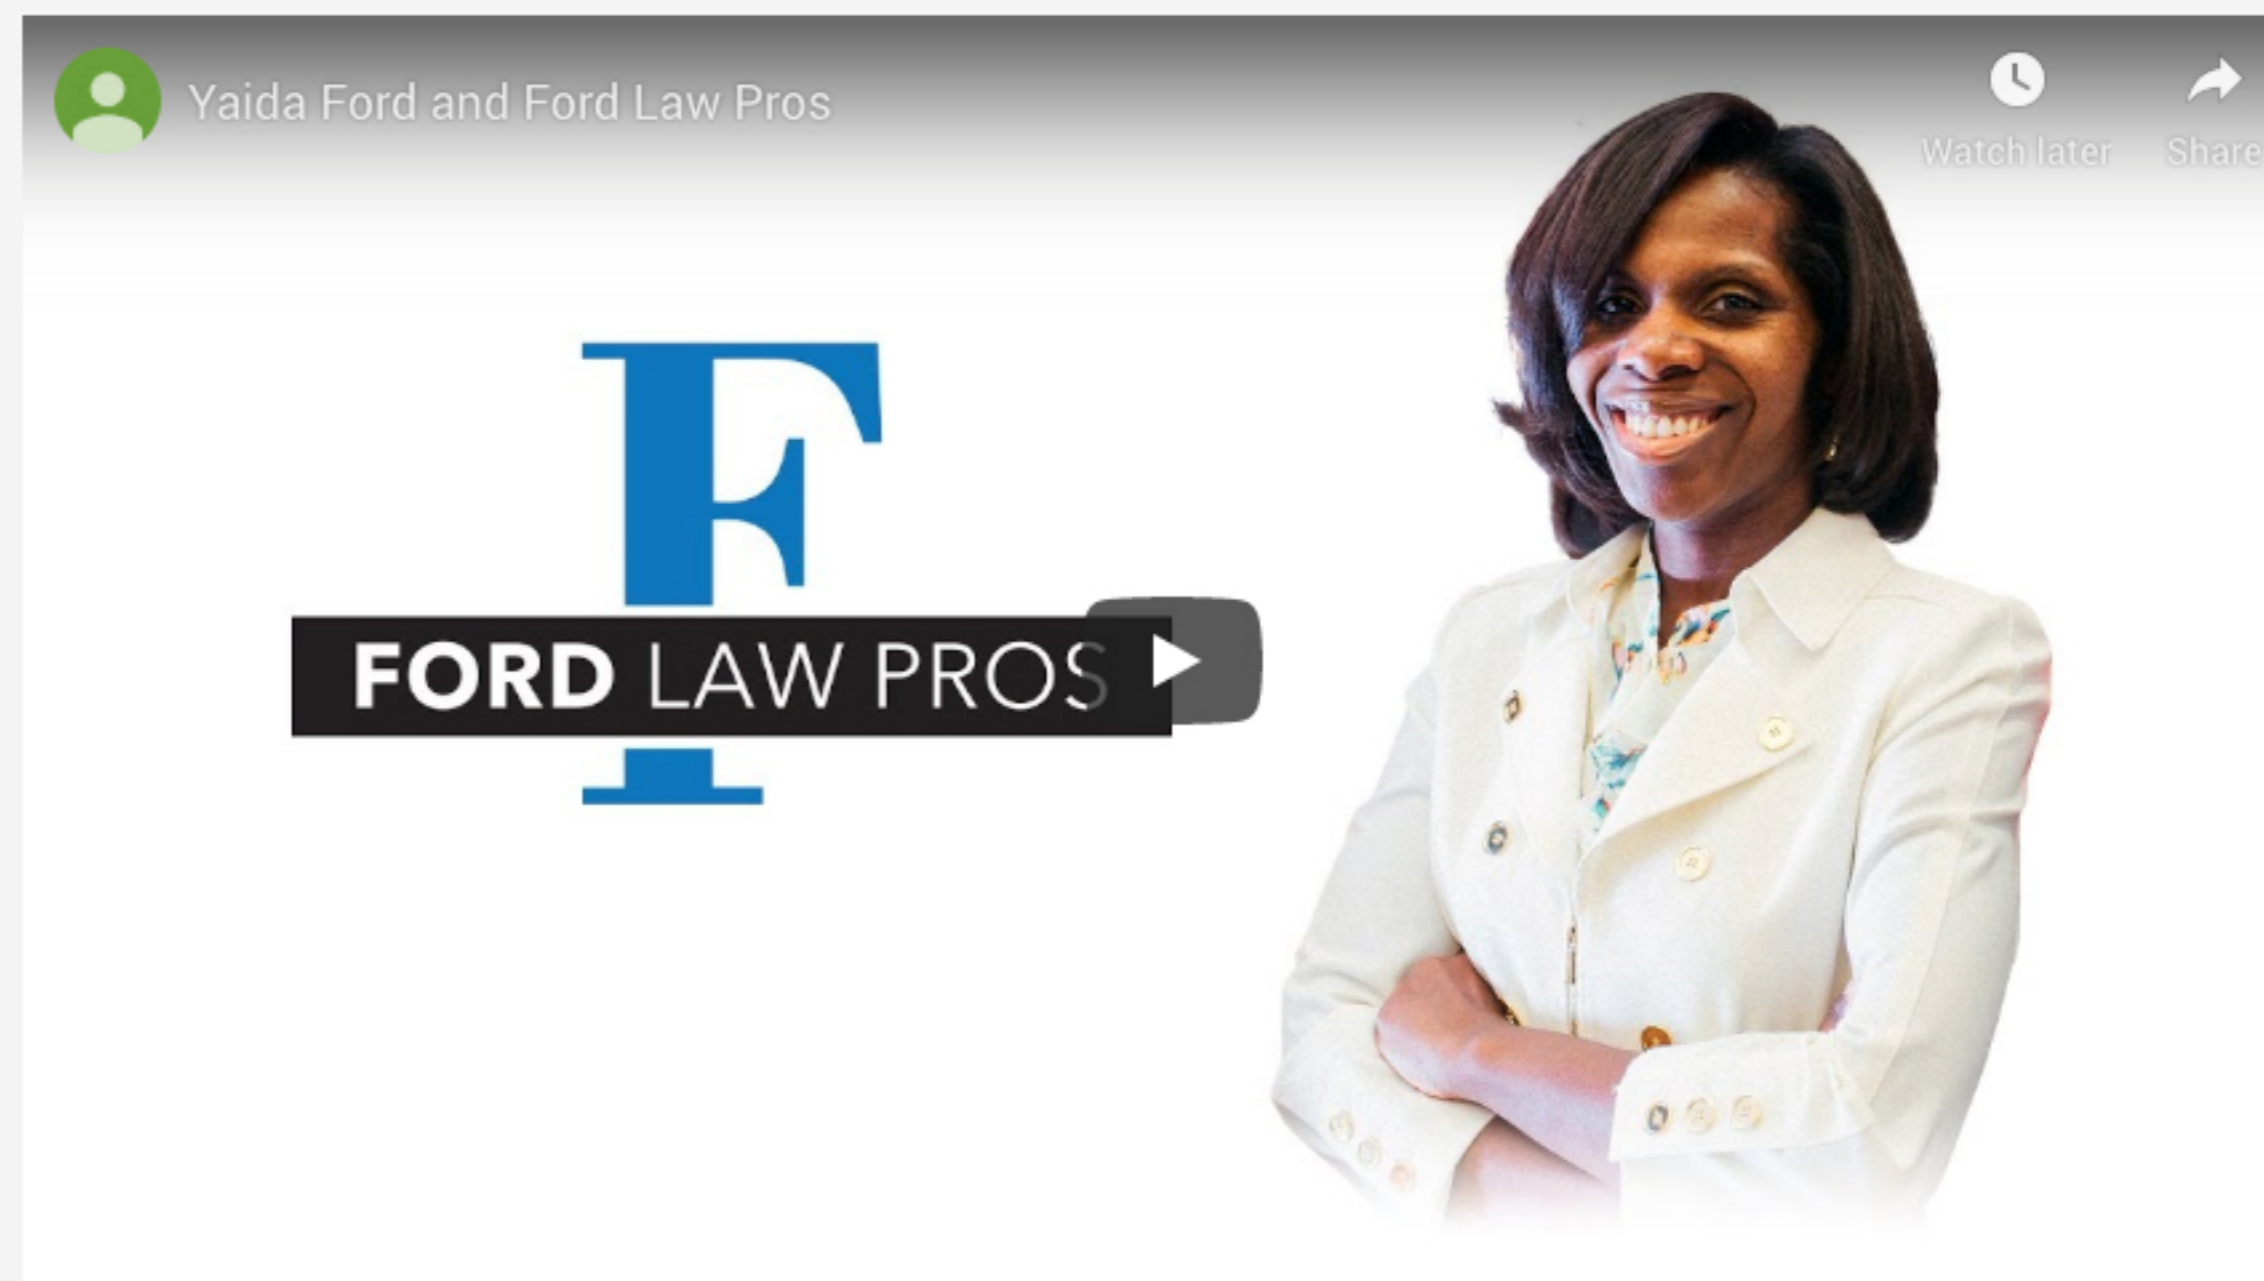 Yaida Ford and Ford Law Pros
Watch later
Share
F
FORD LAW PROS